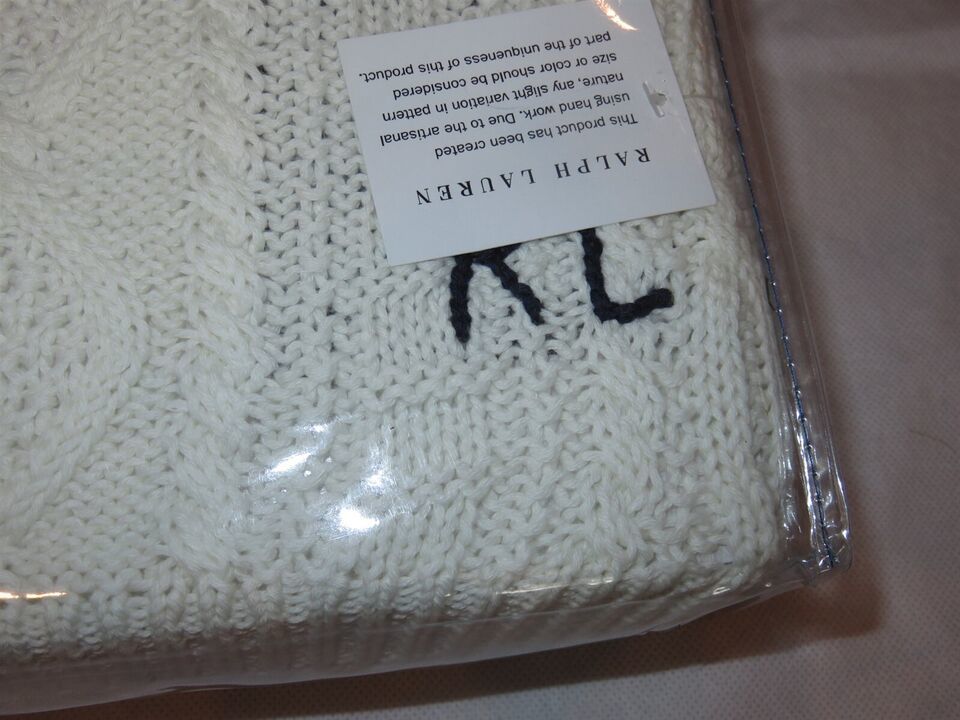 RALPH LAUREN
This product has been created
using hand work. Due to the artisanal
nature, any slight variation in pattern
size or color should be considered
part of the uniqueness of this product.
RL